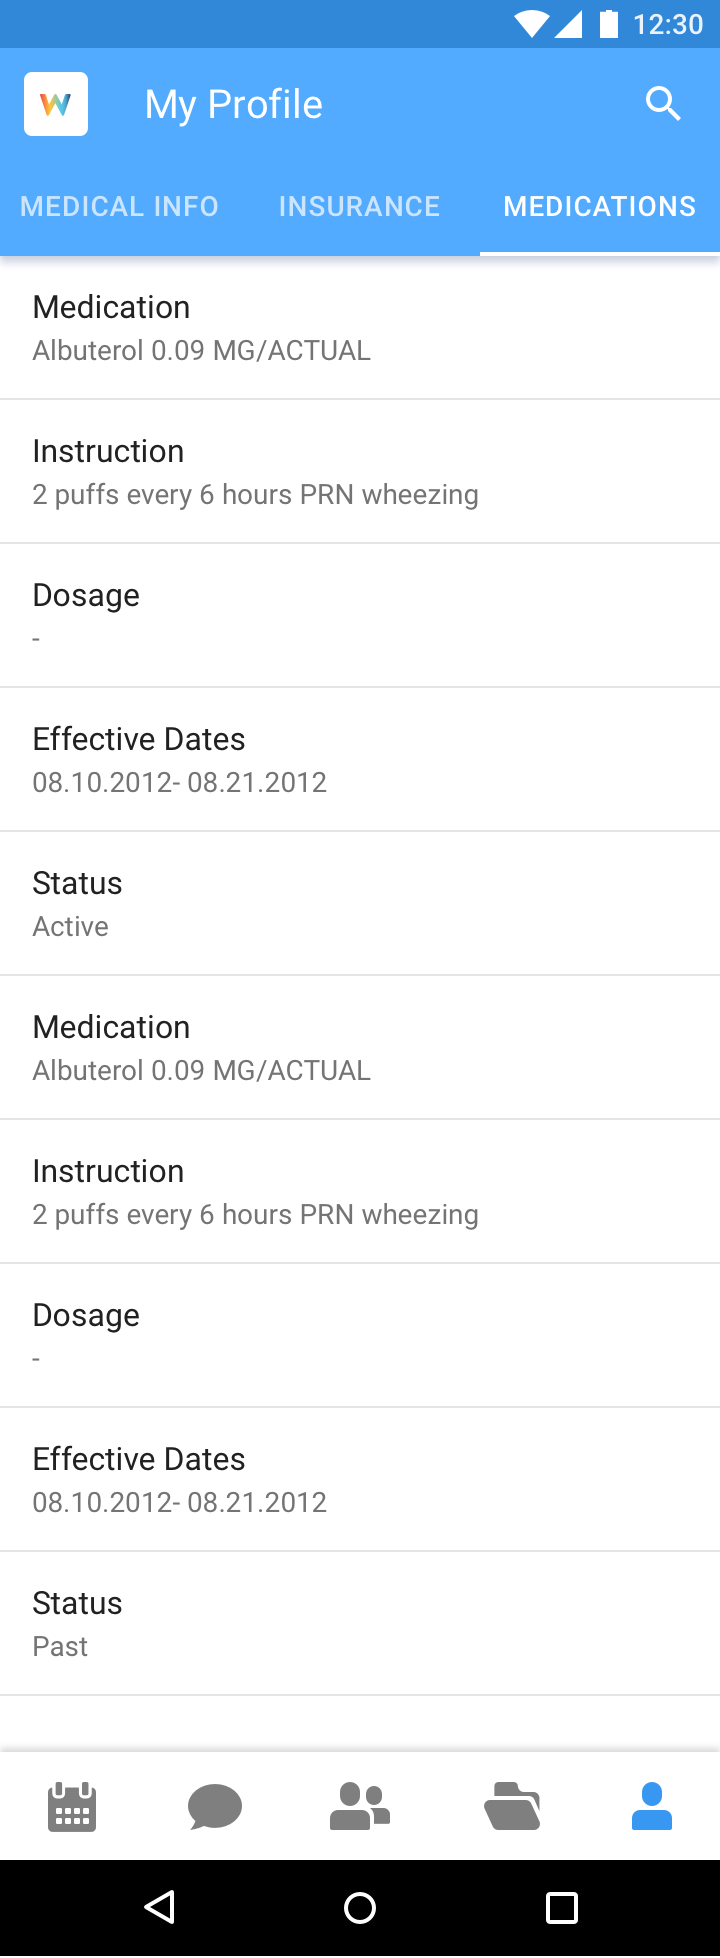 12:30
W
My Profile
MEDICAL INFO INSURANCE MEDICATIONS
Medication
Albuterol 0.09 MG/ACTUAL
Instruction
2 puffs every 6 hours PRN wheezing
Dosage
-
Effective Dates
08.10.2012- 08.21.2012
Status
Active
Medication
Albuterol 0.09 MG/ACTUAL
Instruction
2 puffs every 6 hours PRN wheezing
Dosage
-
Effective Dates
08.10.2012- 08.21.2012
Status
Past